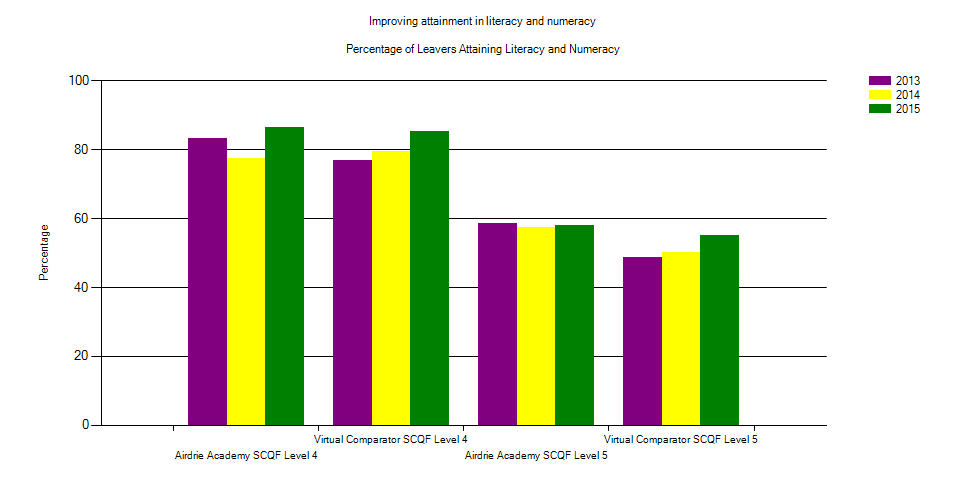 Improving attainment in literacy and numeracy
Percentage of Leavers Attaining Literacy and Numeracy
100
80
60
40
20
0
Percentage
2013
2014
2015
Virtual Comparator SCQF Level 4
Virtual Comparator SCQF Level 5
Airdrie Academy SCQF Level 4
Airdrie Academy SCQF Level 5